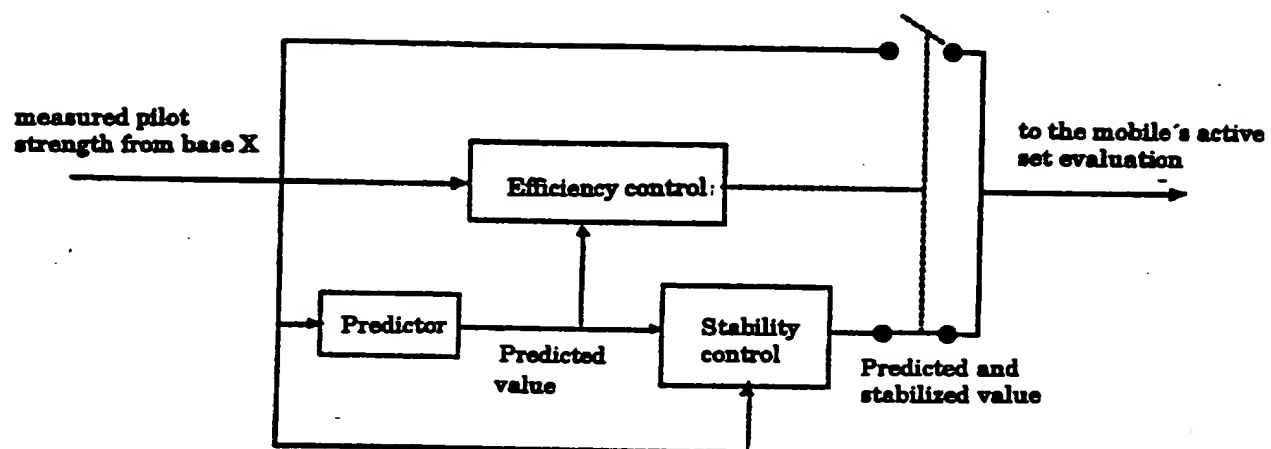 measured pilot
strength from base X
to the mobile´s active
set evaluation
Efficiency control:
Predictor
Predicted
value
Stability
control
Predicted and
stabilized value